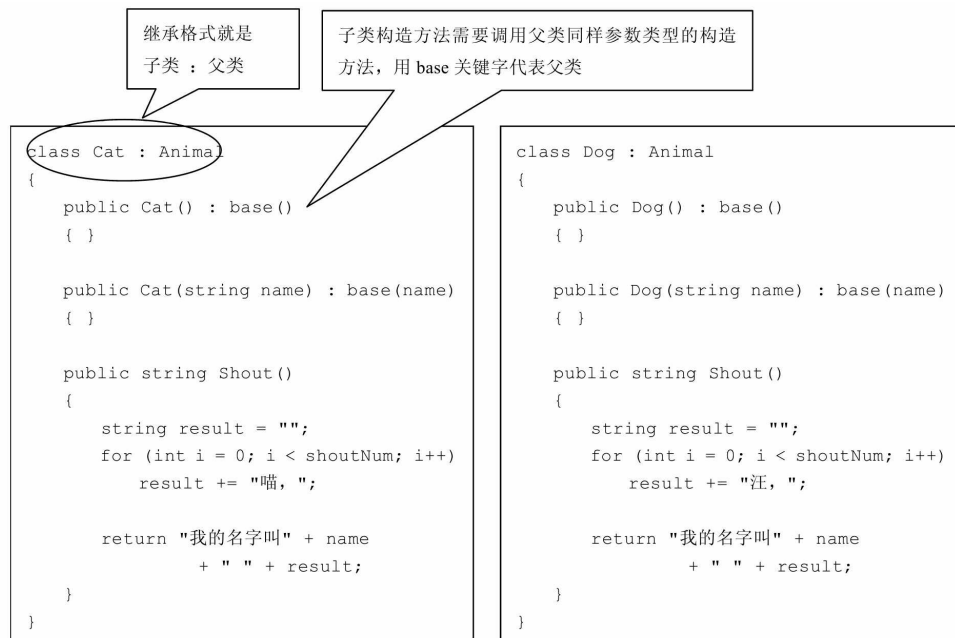 继承格式就是
子类 ：父类
子类构造方法需要调用父类同样参数类型的构造
方法，用 base 关键字代表父类
class Cat : Animal
{
public Cat() : base()
{ }
public Cat(string name) : base(name)
{ }
public string Shout()
{
string result = "";
for (int i = 0; i < shoutNum; i++)
result += "喵，";
return "我的名字叫" + name
+ " " + result;
}
}
class Dog : Animal
{
public Dog() : base()
{ }
public Dog(string name) : base(name)
{ }
public string Shout()
{
string result = "";
for (int i = 0; i < shoutNum; i++)
result += "汪，";
return "我的名字叫" + name
+ " " + result;
}
}